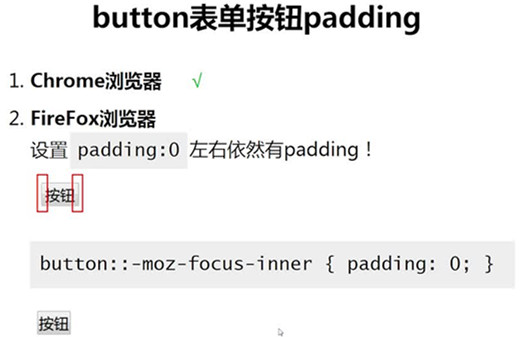 button表单按钮padding
1. Chrome浏览器 √
2. FireFox浏览器
设置 padding:0 左右依然有padding！
按钮
button::-moz-focus-inner { padding: 0; }
按钮